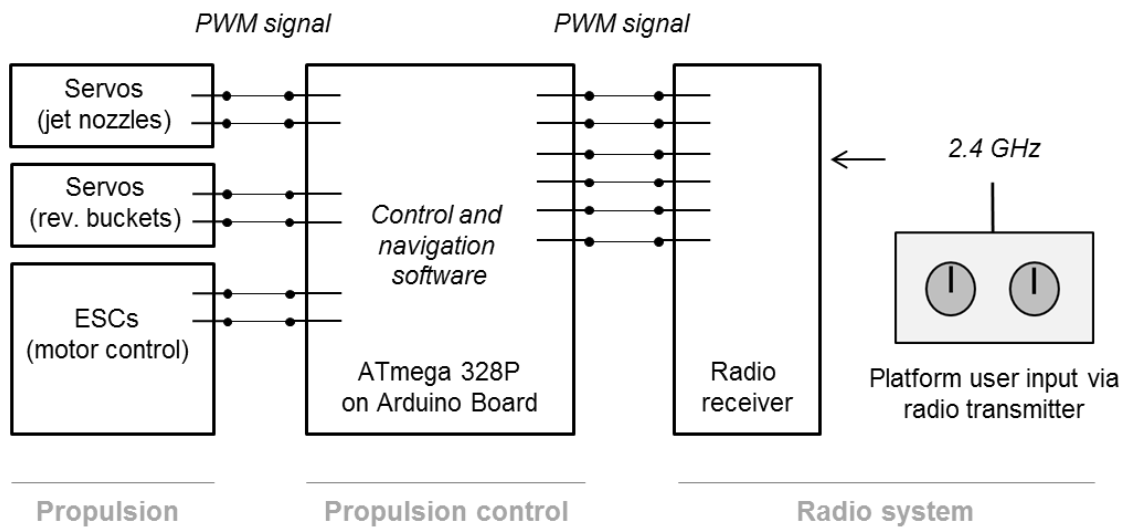 PWM signal
PWM signal
Servos
(jet nozzles)
Servos
(rev. buckets)
ESCs
(motor control)
Control and
navigation
software
ATmega 328P
on Arduino Board
Radio
receiver
2.4 GHz
Platform user input via
radio transmitter
Propulsion
Propulsion control
Radio system